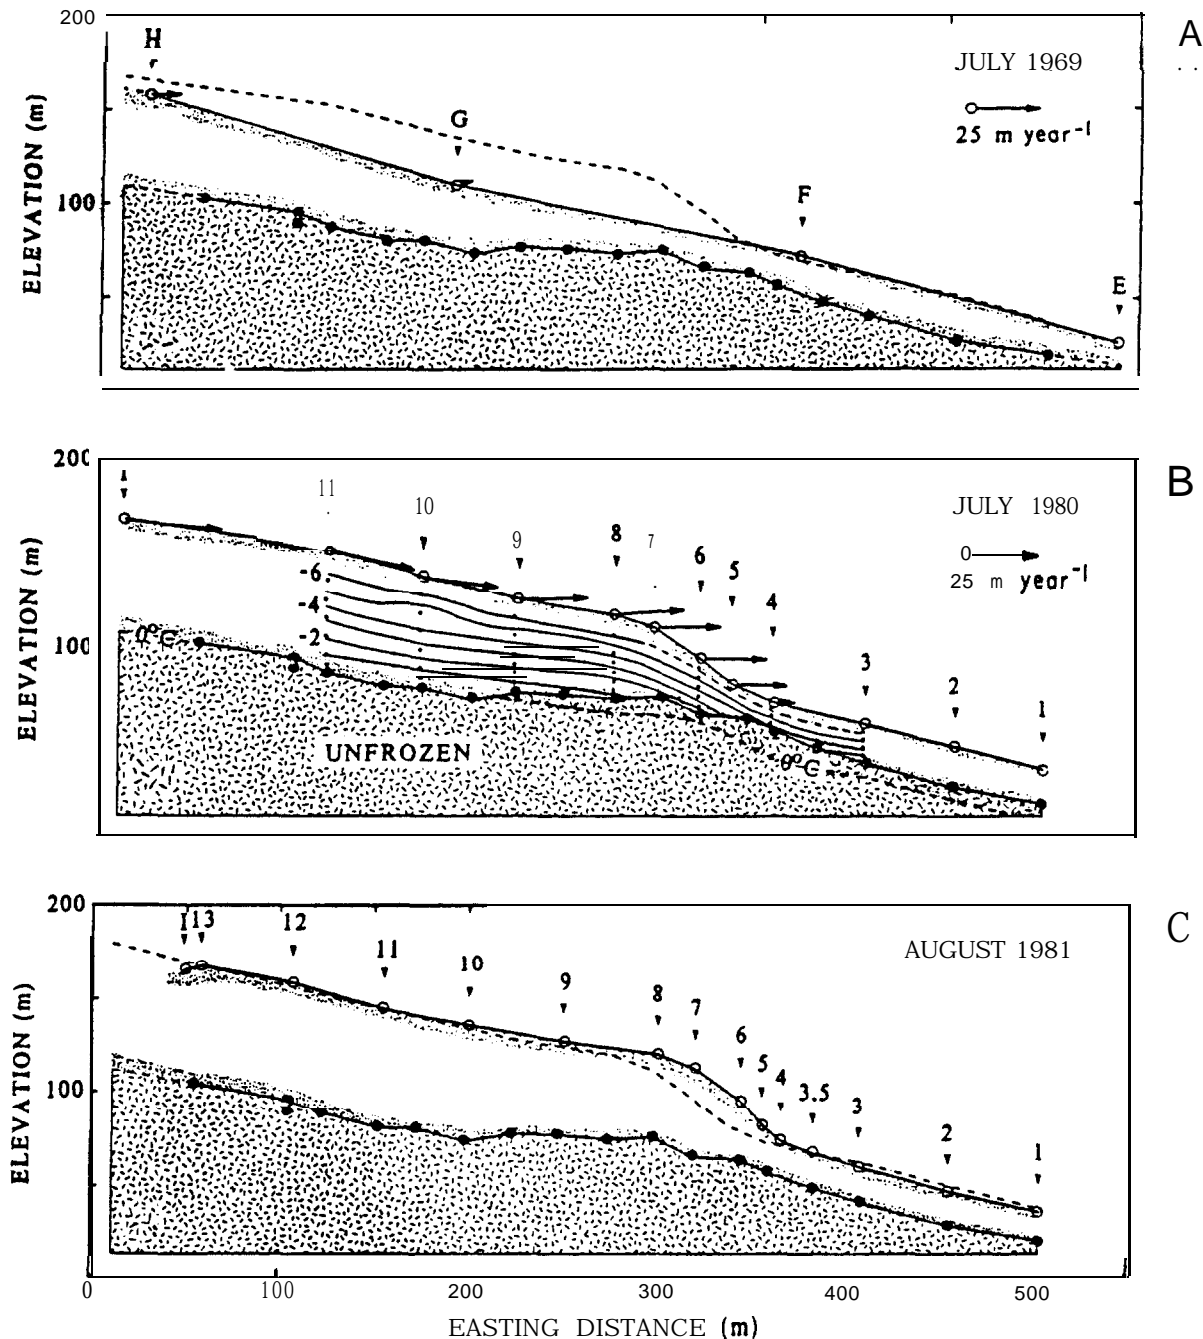 200
H
A
JULY 1969
25 m year⁻¹
G
F
E
100
ELEVATION (m)
200
B
11
10
9
8
7
6
5
4
3
2
1
JULY 1980
25 m year⁻¹
-6
-4
-2
0°C
100
UNFROZEN
0°C
ELEVATION (m)
200
C
I 13
12
11
10
9
8
7
6
5
4
3.5
3
2
1
AUGUST 1981
100
ELEVATION (m)
0
100
200
300
400
500
EASTING DISTANCE (m)